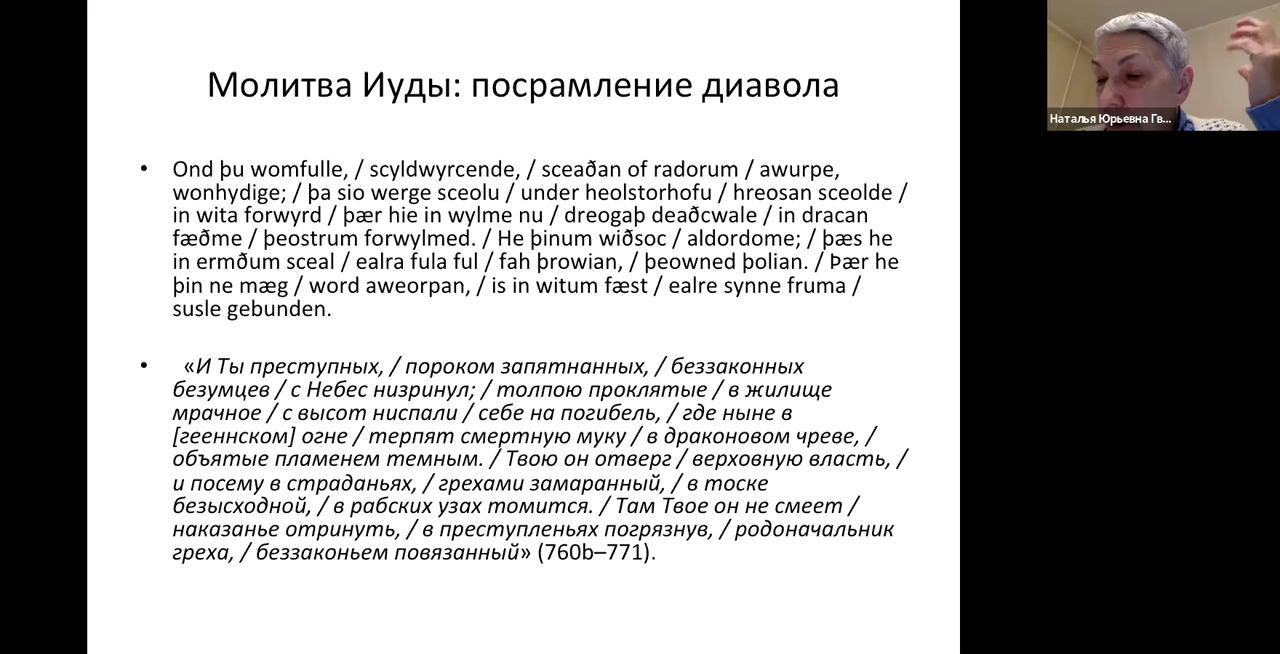 Молитва Иуды: посрамление диавола
• Ond þu womfulle, / scyldwyrcende, / sceaðan of radorum / awurpe,
wonhydige; / þa sio werge sceolu / under heolstorhofu / hreosan sceolde /
in wita forwyrd / þær hie in wylme nu / dreogaþ deaðcwale / in dracan
fæðme / þeostrum forwylmed. / He þinum wiðsoc / aldordome; / þæs he
in ermðum sceal / ealra fula ful / fah þrowian, / þeowned þolian. / Þær he
þin ne mæg / word aweorpan, / is in witum fæst / ealre synne fruma /
susle gebunden.
• «И Ты преступных, / пороком запятнанных, / беззаконных
безумцев / с Небес низринул; / толпою проклятые / в жилище
мрачное / с высот ниспали / себе на погибель, / где ныне в
[гееннском] огне / терпят смертную муку / в драконовом чреве, /
объятые пламенем темным. / Твою он отверг / верховную власть, /
и посему в страданьях, / грехами замаранный, / в тоске
безысходной, / в рабских узах томится. / Там Твое он не смеет /
наказанье отринуть, / в преступленьях погрязнув, / родоначальник
греха, / беззаконьем повязанный» (760b–771).
Наталья Юрьевна Гв...